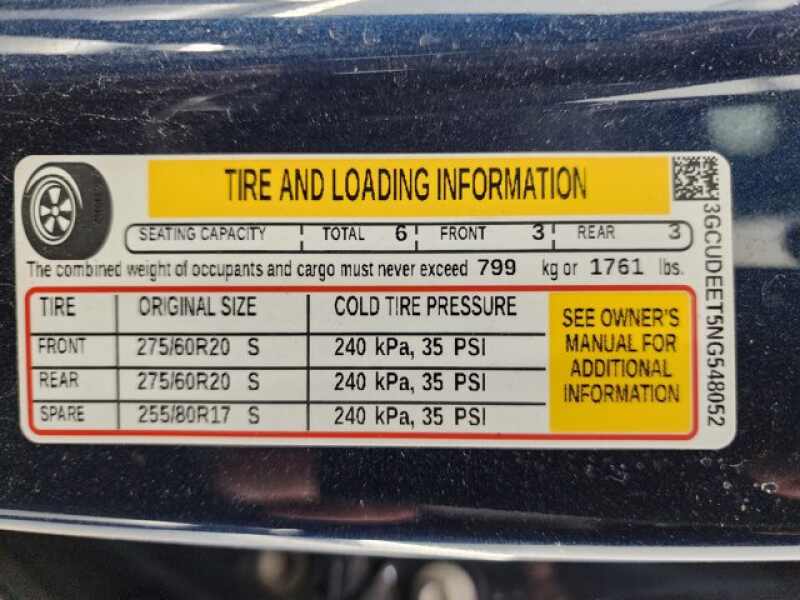 TIRE AND LOADING INFORMATION
SEATING CAPACITY TOTAL 6 FRONT 3 REAR 3
The combined weight of occupants and cargo must never exceed 799 kg or 1761 lbs.
TIRE ORIGINAL SIZE COLD TIRE PRESSURE
FRONT 275/60R20 S 240 kPa, 35 PSI
REAR 275/60R20 S 240 kPa, 35 PSI
SPARE 255/80R17 S 240 kPa, 35 PSI
SEE OWNER'S
MANUAL FOR
ADDITIONAL
INFORMATION
3GCUDEET5NG548052